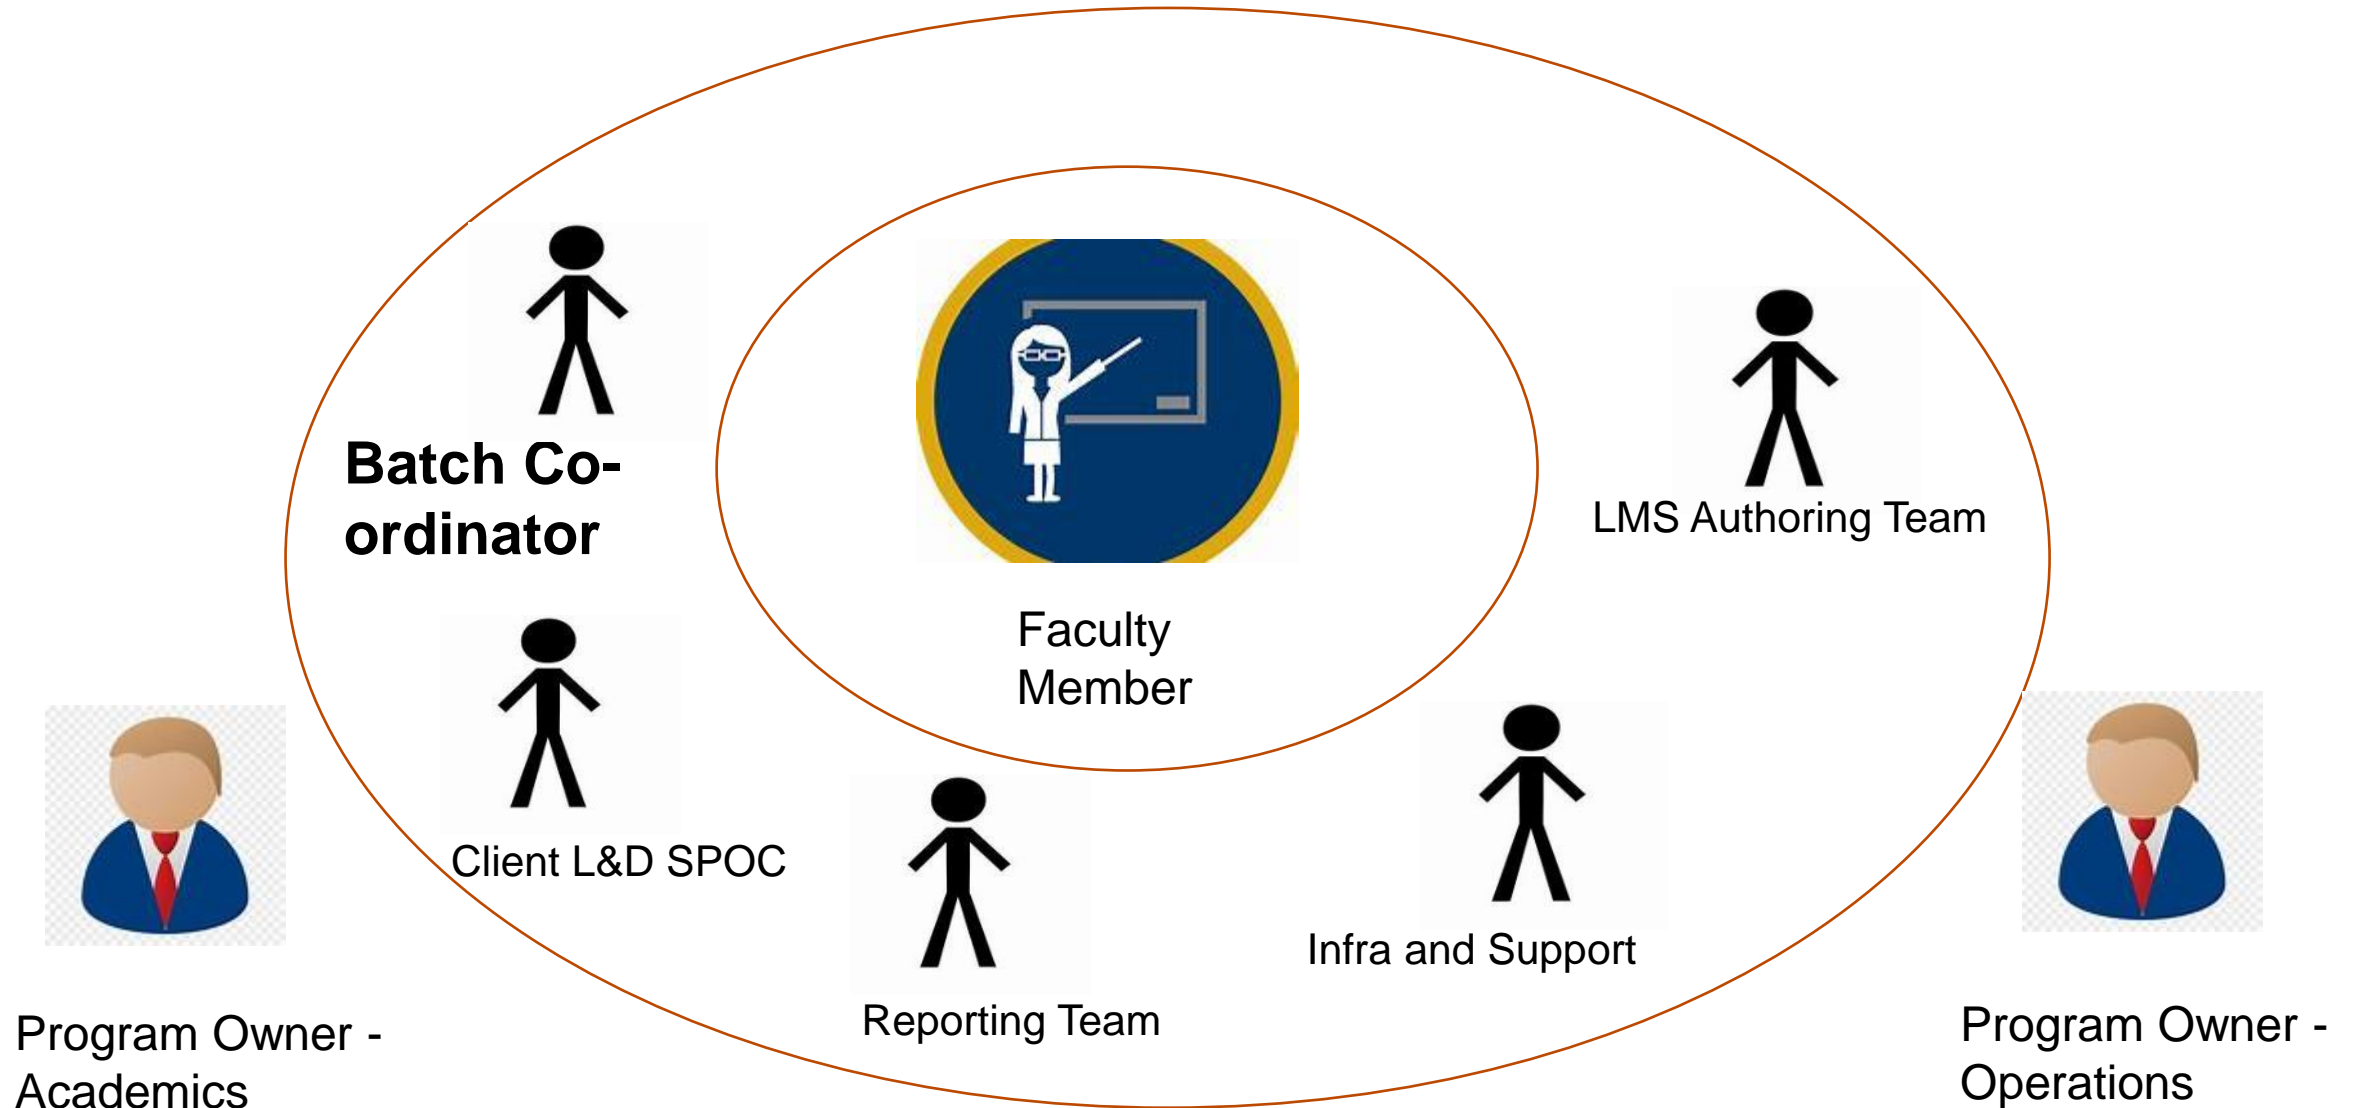 Batch Co-
ordinator
LMS Authoring Team
Faculty
Member
Client L&D SPOC
Infra and Support
Reporting Team
Program Owner -
Academics
Program Owner -
Operations